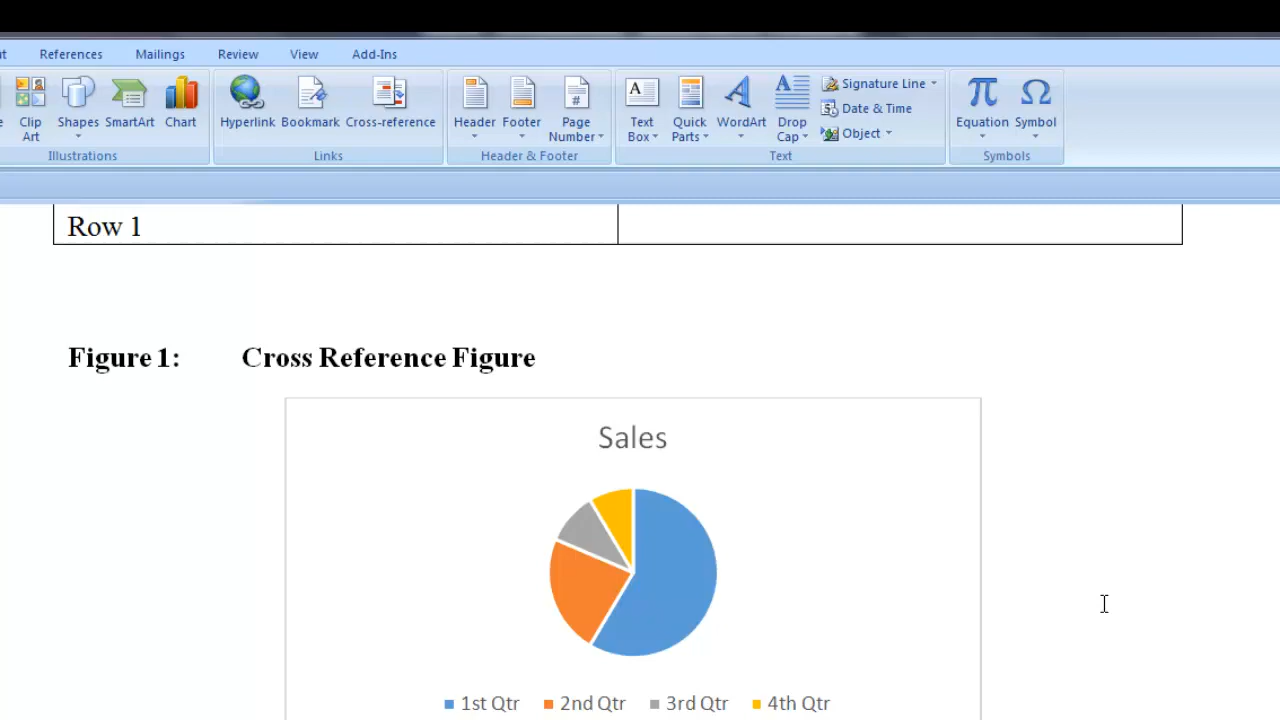 References Mailings Review View Add-Ins
Clip Art Shapes SmartArt Chart Hyperlink Bookmark Cross-reference Header Footer Page Number Text Box Quick Parts WordArt Drop Cap Signature Line Date & Time Object Equation Symbol
Illustrations Links Header & Footer Text Symbols
Row 1
Figure 1: Cross Reference Figure
Sales
1st Qtr 2nd Qtr 3rd Qtr 4th Qtr